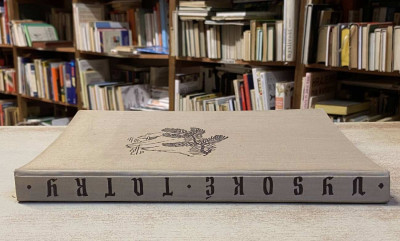 • VYSOKÉ • TATRY •